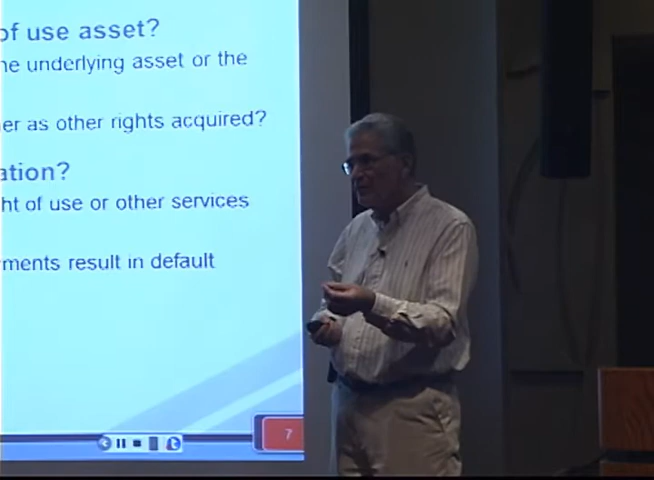 of use asset?
he underlying asset or the
er as other rights acquired?
ation?
ht of use or other services
ments result in default
7